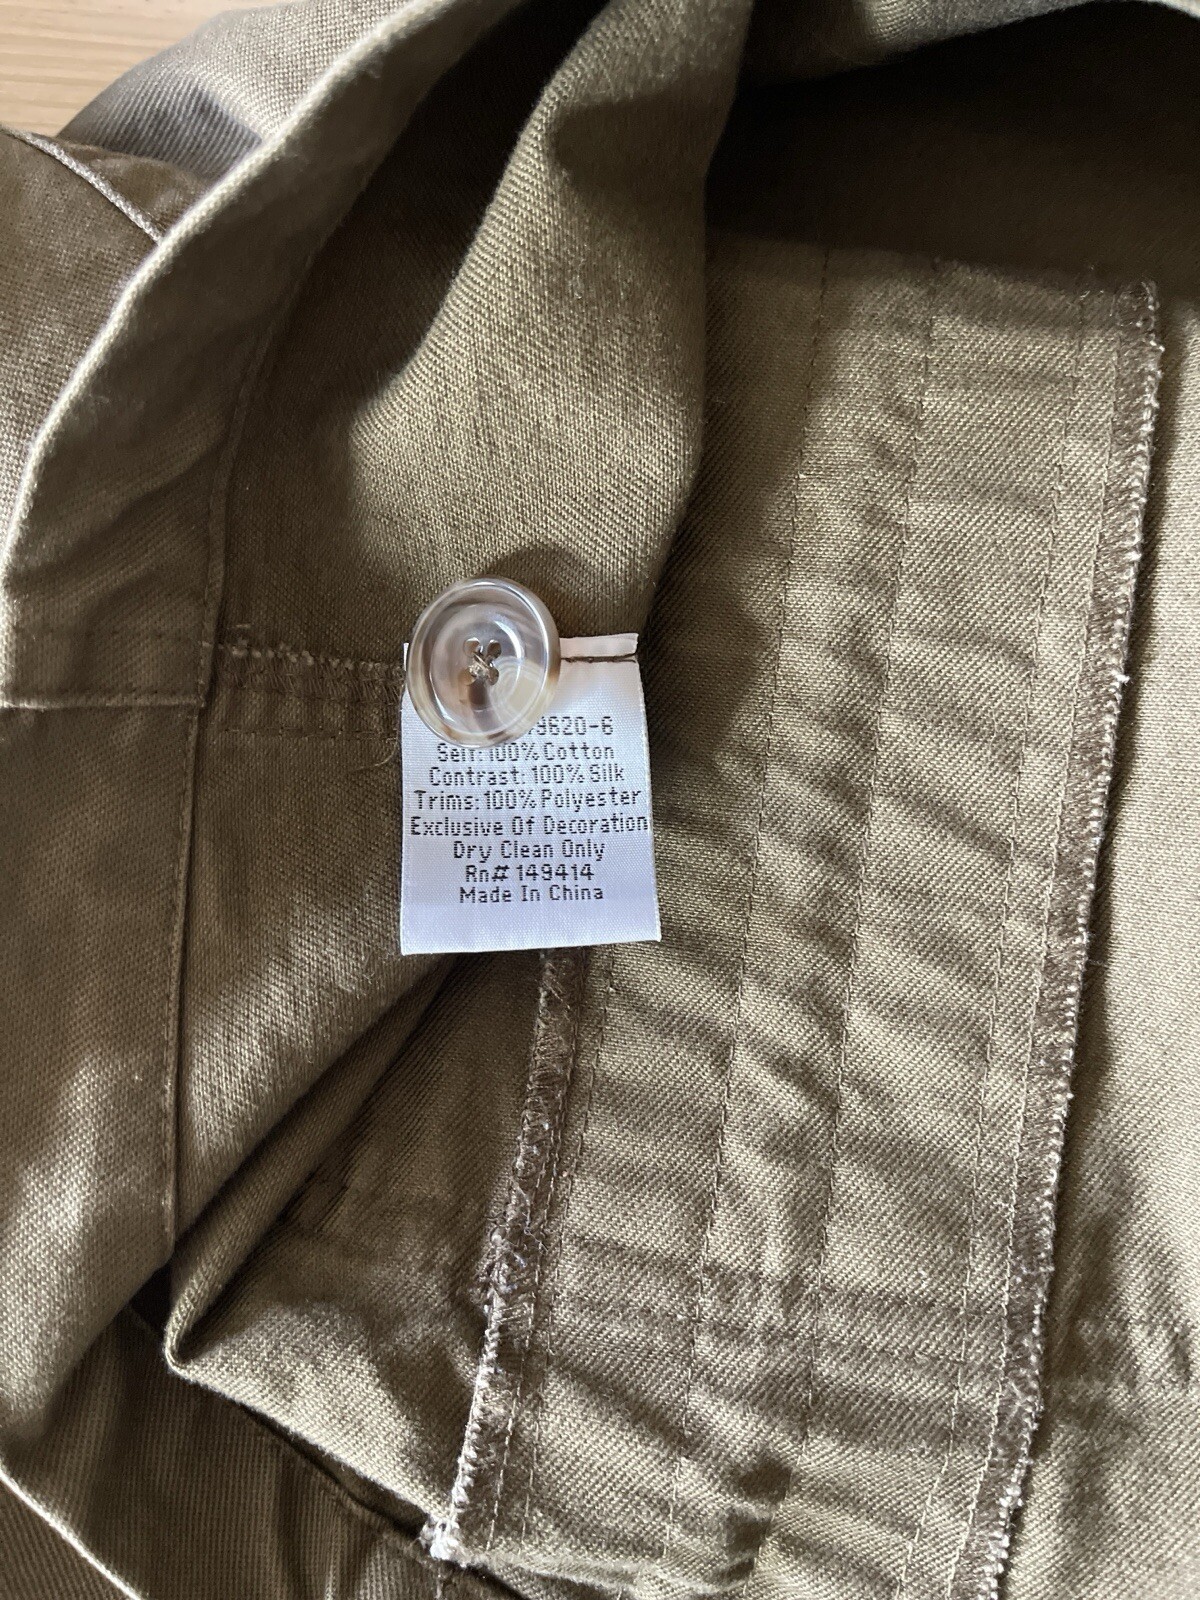 9620-6
Self: 100% Cotton
Contrast: 100% Silk
Trims: 100% Polyester
Exclusive Of Decoration
Dry Clean Only
Rn# 149414
Made In China